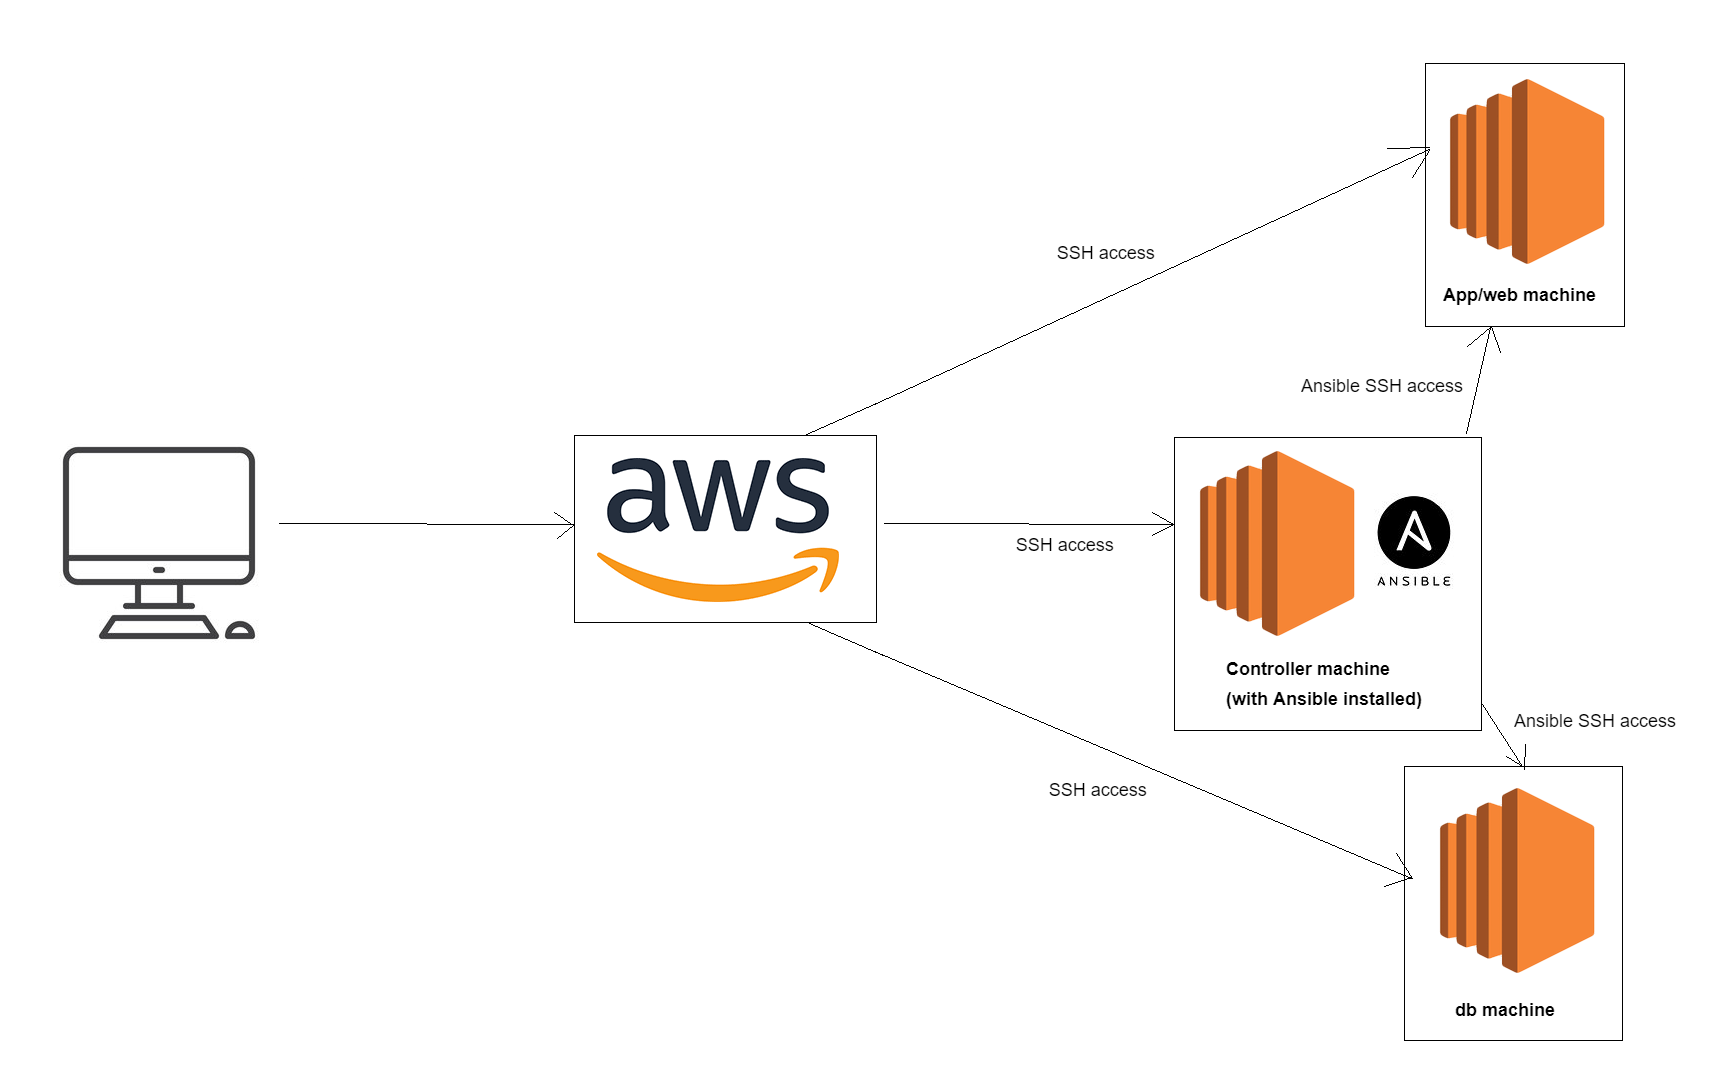 App/web machine
SSH access
Ansible SSH access
aws
SSH access
ANSIBLE
Controller machine
(with Ansible installed)
Ansible SSH access
SSH access
db machine